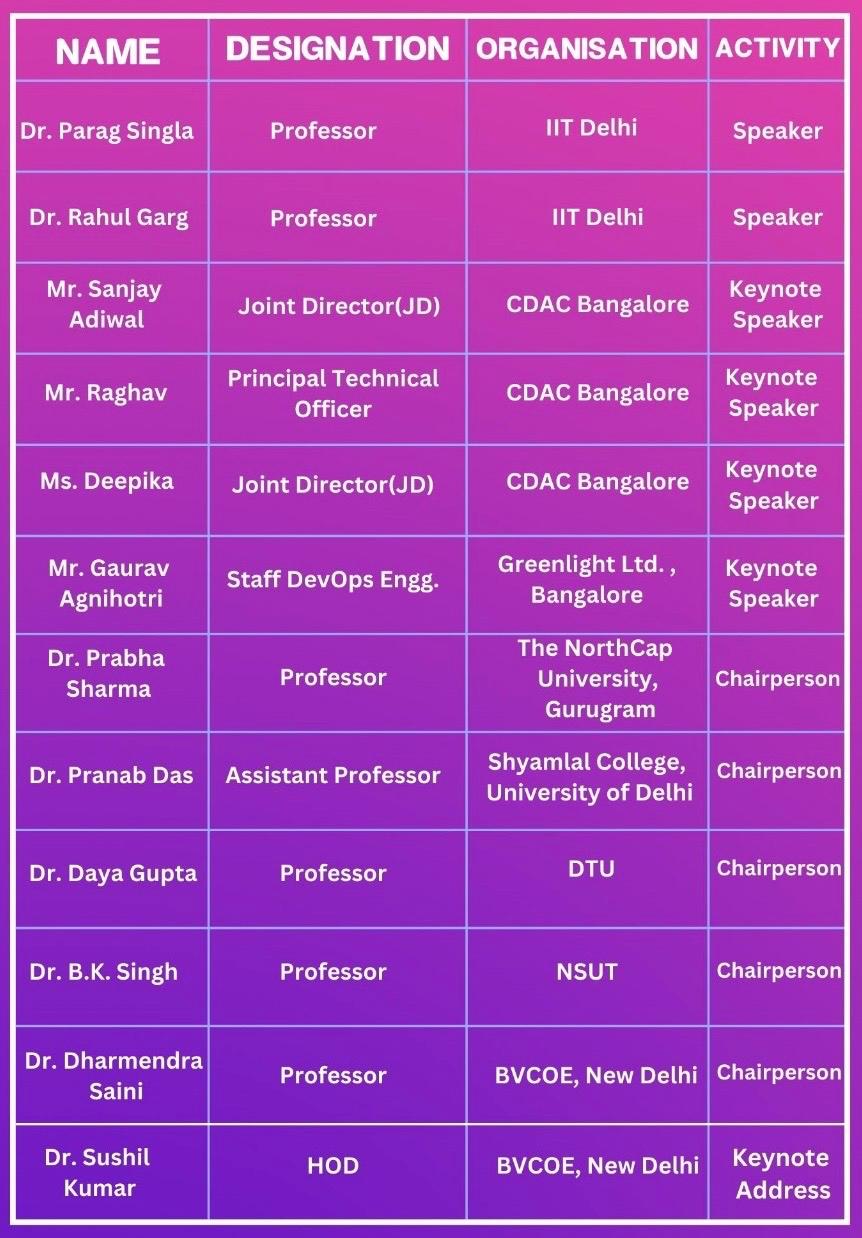 NAME DESIGNATION ORGANISATION ACTIVITY
Dr. Parag Singla Professor IIT Delhi Speaker
Dr. Rahul Garg Professor IIT Delhi Speaker
Mr. Sanjay
Adiwal
Joint Director(JD)
CDAC Bangalore
Keynote
Speaker
Mr. Raghav
Principal Technical
Officer
CDAC Bangalore
Keynote
Speaker
Ms. Deepika
Joint Director(JD)
CDAC Bangalore
Keynote
Speaker
Mr. Gaurav
Agnihotri
Staff DevOps Engg.
Greenlight Ltd. ,
Bangalore
Keynote
Speaker
Dr. Prabha
Sharma
Professor
The NorthCap
University,
Gurugram
Chairperson
Dr. Pranab Das
Assistant Professor
Shyamlal College,
University of Delhi
Chairperson
Dr. Daya Gupta Professor DTU Chairperson
Dr. B.K. Singh Professor NSUT Chairperson
Dr. Dharmendra
Saini
Professor
BVCOE, New Delhi
Chairperson
Dr. Sushil
Kumar
HOD
BVCOE, New Delhi
Keynote
Address